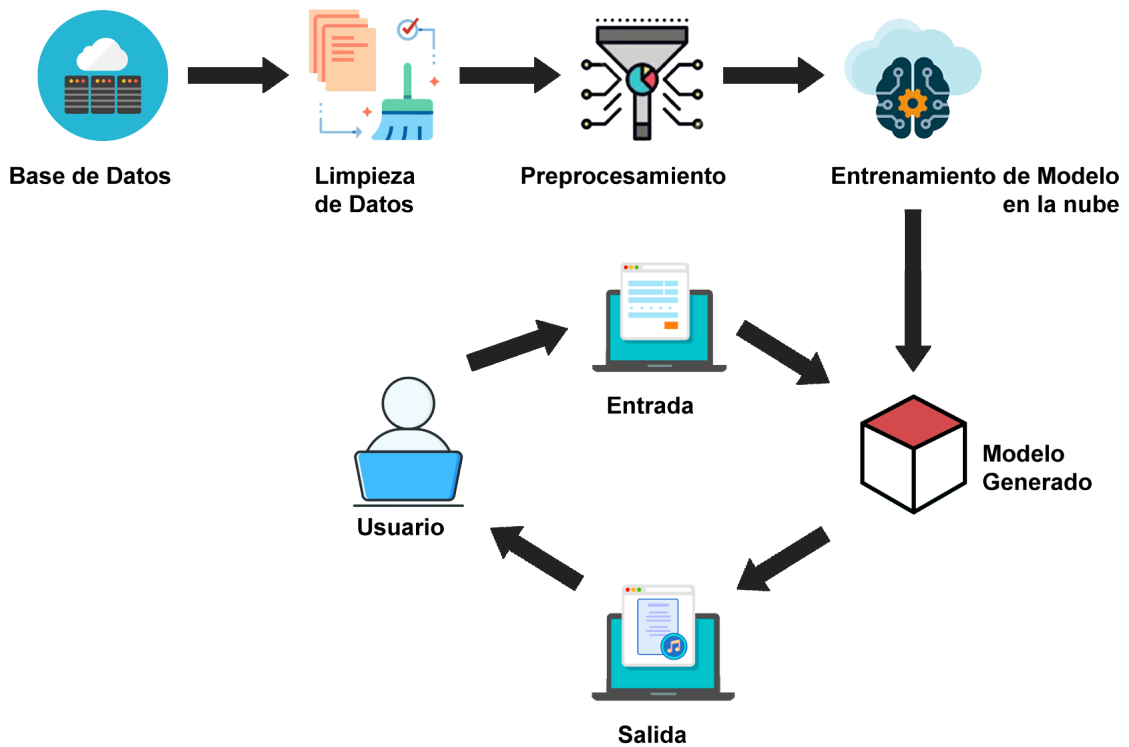 Base de Datos
Limpieza
de Datos
Preprocesamiento
Entrenamiento de Modelo
en la nube
Entrada
Modelo
Generado
Usuario
Salida